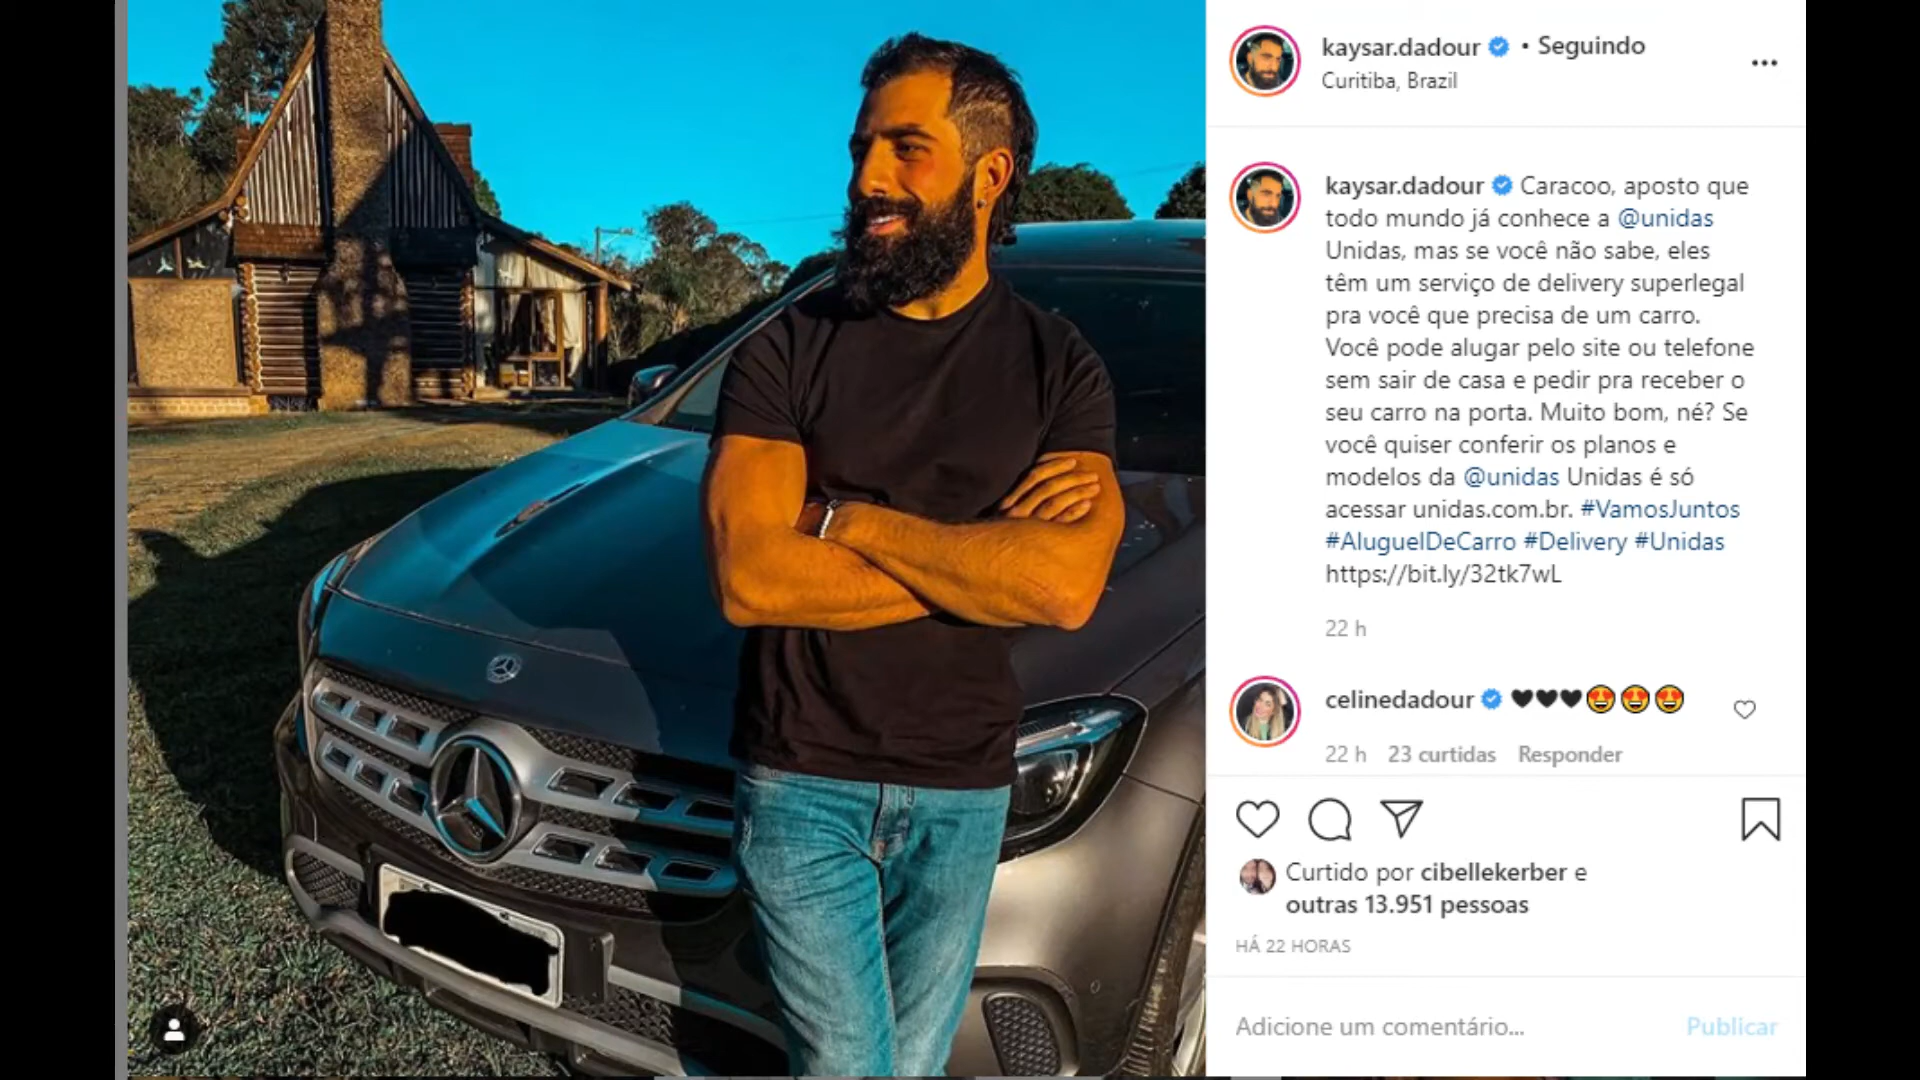 kaysar.dadour • Seguindo
Curitiba, Brazil
kaysar.dadour Caracoo, aposto que
todo mundo já conhece a @unidas
Unidas, mas se você não sabe, eles
têm um serviço de delivery superlegal
pra você que precisa de um carro.
Você pode alugar pelo site ou telefone
sem sair de casa e pedir pra receber o
seu carro na porta. Muito bom, né? Se
você quiser conferir os planos e
modelos da @unidas Unidas é só
acessar unidas.com.br. #VamosJuntos
#AluguelDeCarro #Delivery #Unidas
https://bit.ly/32tk7wL
22 h
celinedadour 🖤🖤🖤😍😍😍
22 h 23 curtidas Responder
Curtido por cibellekerber e
outras 13.951 pessoas
HÁ 22 HORAS
Adicione um comentário... Publicar